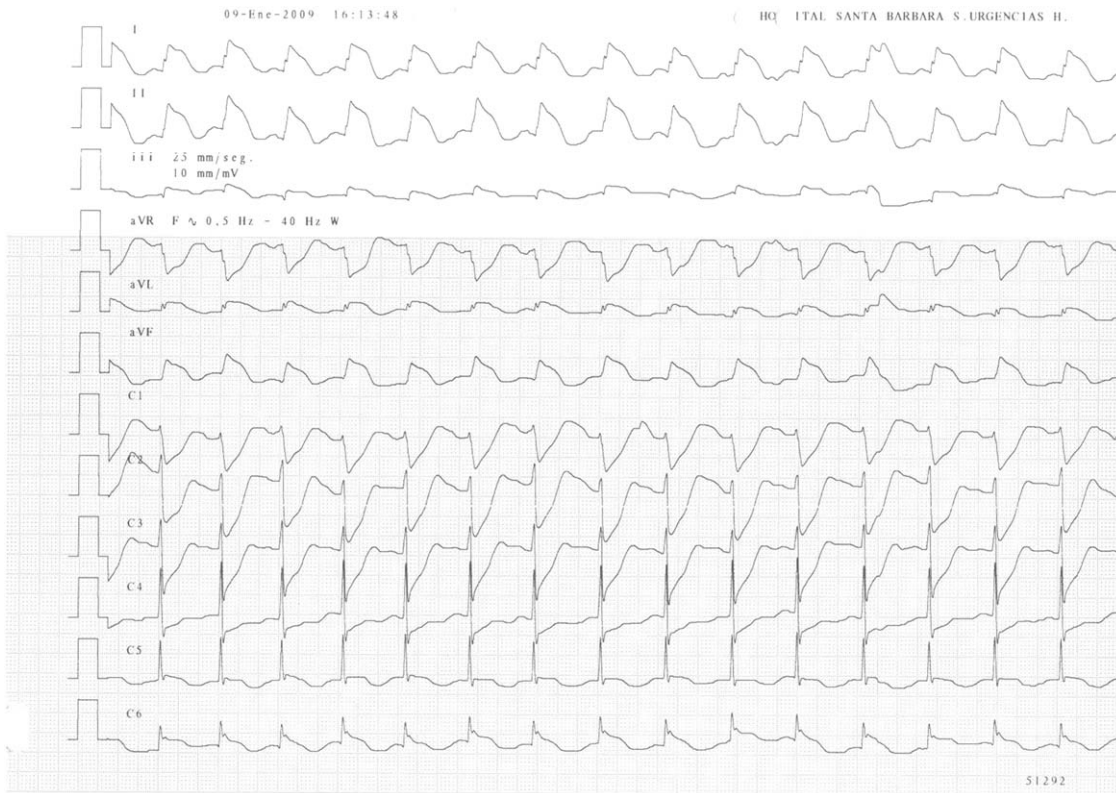 09-Ene-2009 16:13:48 ( HO ITAL SANTA BARBARA S.URGENCIAS H.
I
II
iii 25 mm/seg.
10 mm/mV
aVR F ∿ 0.5 Hz - 40 Hz W
aVL
aVF
C1
C2
C3
C4
C5
C6
51292